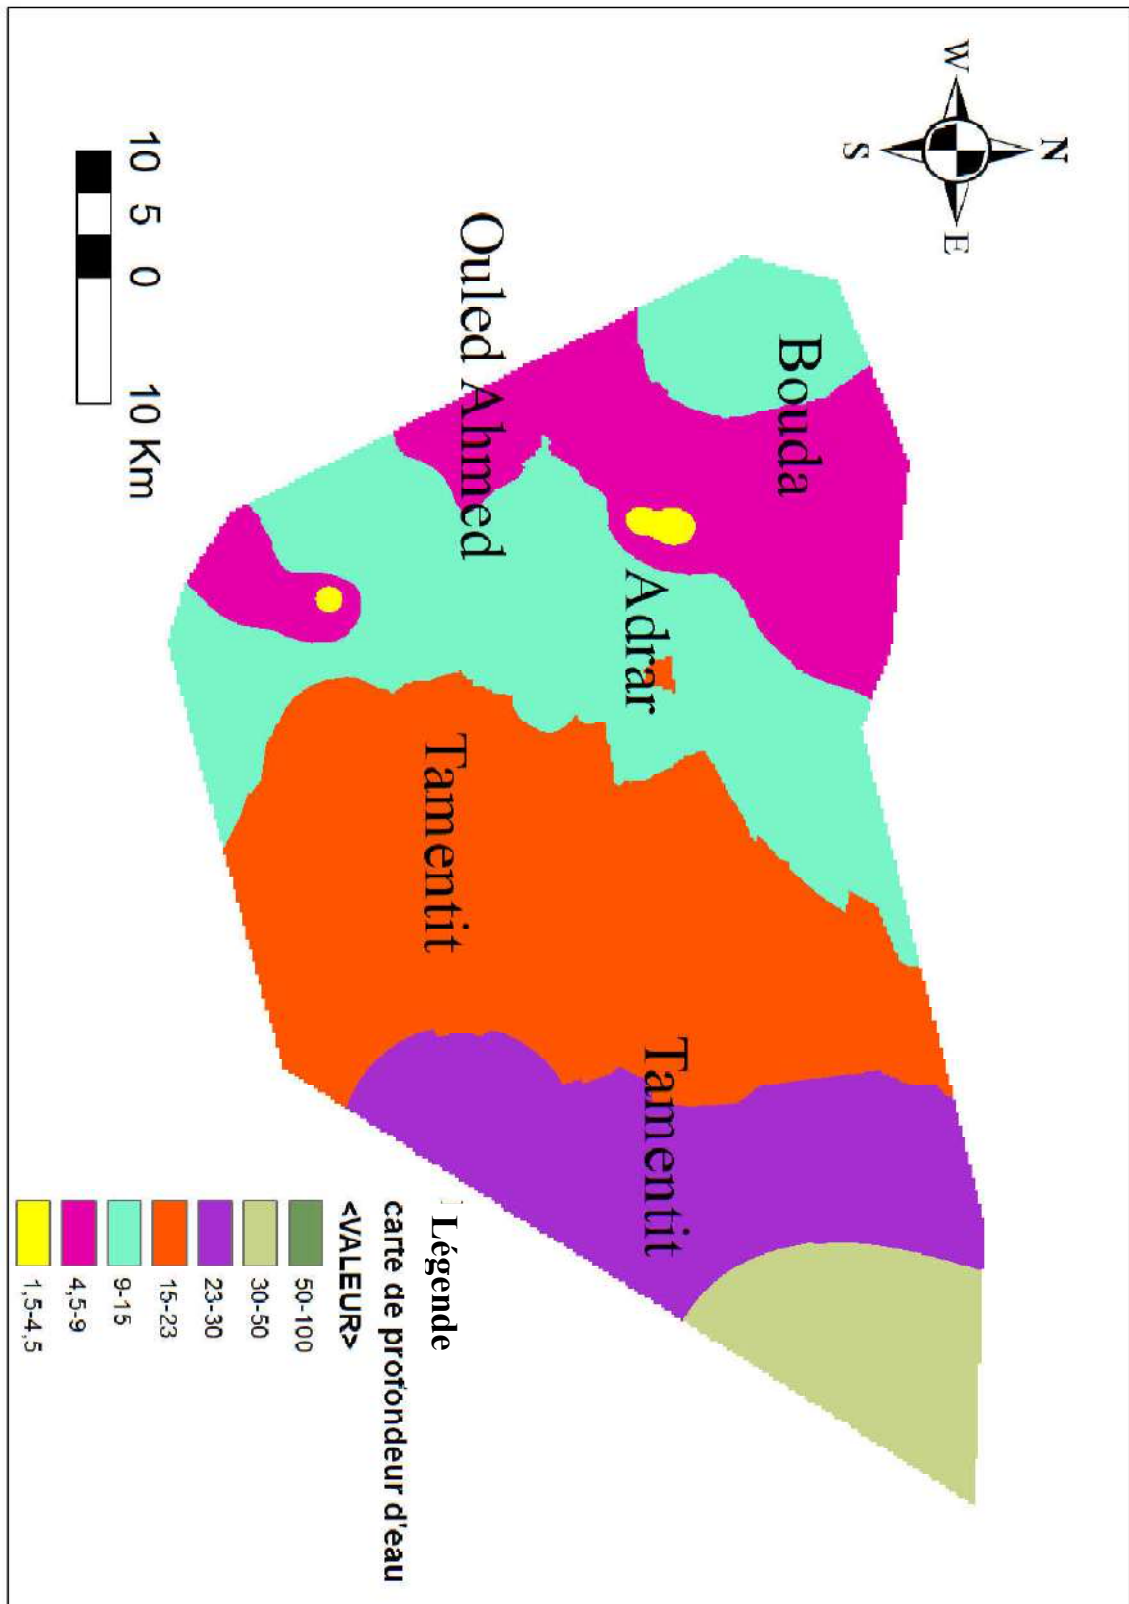 N
W
E
S
Bouda
Adrar
Tamentit
Ouled Ahmed
Tamentit
Légende
carte de profondeur d'eau
<VALEUR>
50-100
30-50
23-30
15-23
9-15
4,5-9
1,5-4,5
10 5 0 10 Km